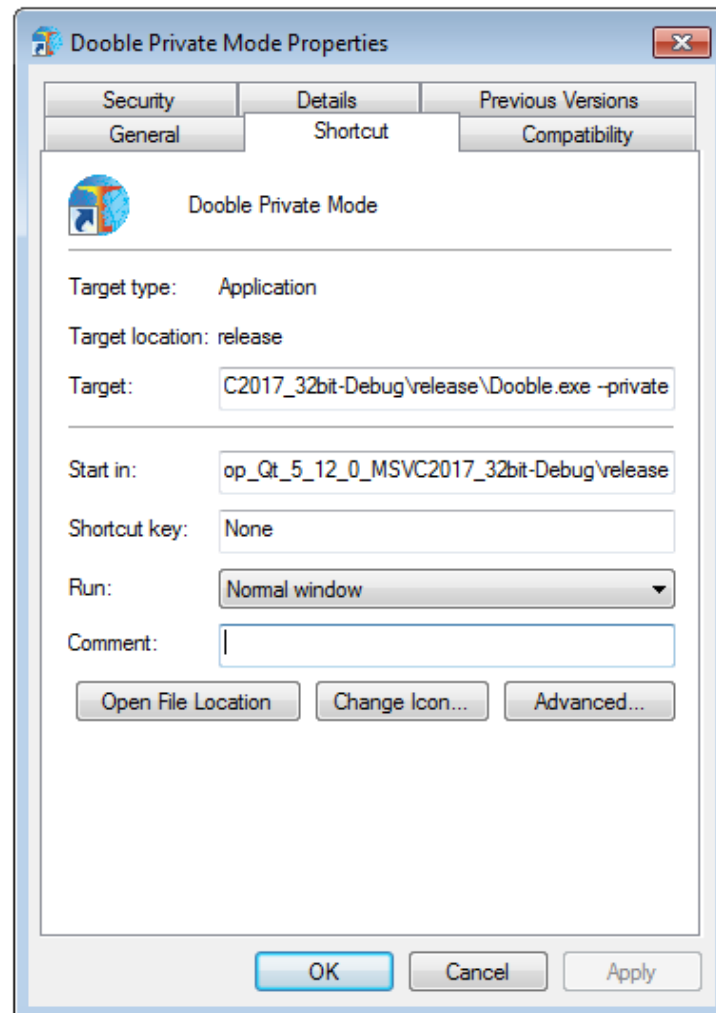 Dooble Private Mode Properties
Security Details Previous Versions
General Shortcut Compatibility
Dooble Private Mode
Target type: Application
Target location: release
Target: C2017_32bit-Debug\release\Dooble.exe --private
Start in: op_Qt_5_12_0_MSVC2017_32bit-Debug\release
Shortcut key: None
Run: Normal window
Comment:
Open File Location Change Icon... Advanced...
OK Cancel Apply